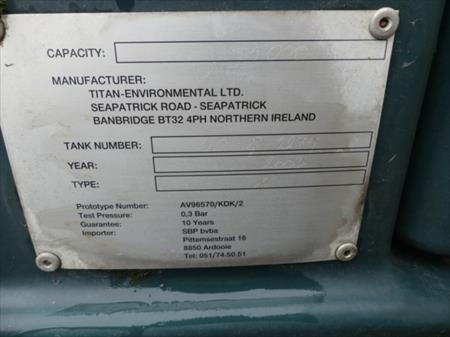 CAPACITY:
MANUFACTURER:
TITAN-ENVIRONMENTAL LTD.
SEAPATRICK ROAD - SEAPATRICK
BANBRIDGE BT32 4PH NORTHERN IRELAND
TANK NUMBER:
YEAR:
TYPE:
Prototype Number: AV96570/KDK/2
Test Pressure: 0,3 Bar
Guarantee: 10 Years
Importer: SBP bvba
Pittemsestraat 16
8850 Ardooie
Tel: 051/74.50.51